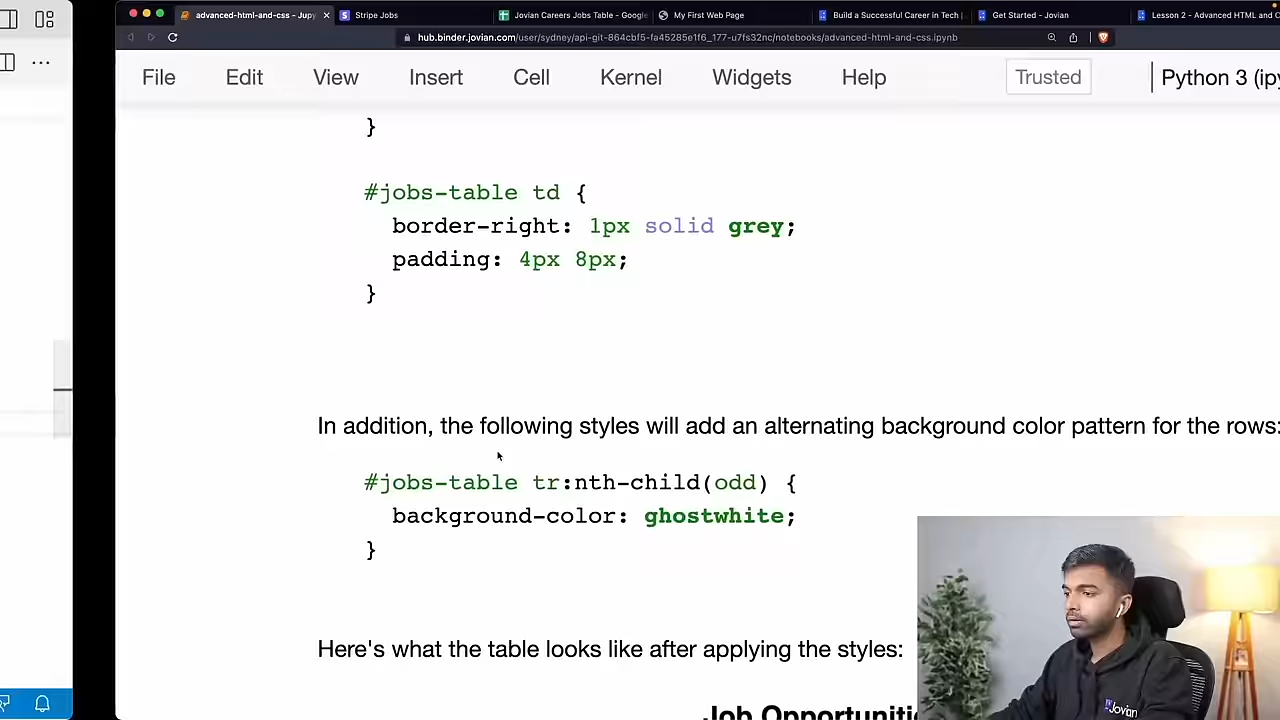 advanced-html-and-css - Jupy
Stripe Jobs
Jovian Careers Jobs Table - Google
My First Web Page
Build a Successful Career in Tech |
Get Started - Jovian
Lesson 2 - Advanced HTML and C
hub.binder.jovian.com/user/sydney/api-git-864cbf5-fa45285e1f6_177-u7fs32nc/notebooks/advanced-html-and-css.ipynb
File Edit View Insert Cell Kernel Widgets Help Trusted Python 3 (ipy
}
#jobs-table td {
border-right: 1px solid grey;
padding: 4px 8px;
}
In addition, the following styles will add an alternating background color pattern for the rows:
#jobs-table tr:nth-child(odd) {
background-color: ghostwhite;
}
Here's what the table looks like after applying the styles:
Job Opportuniti
Jovian